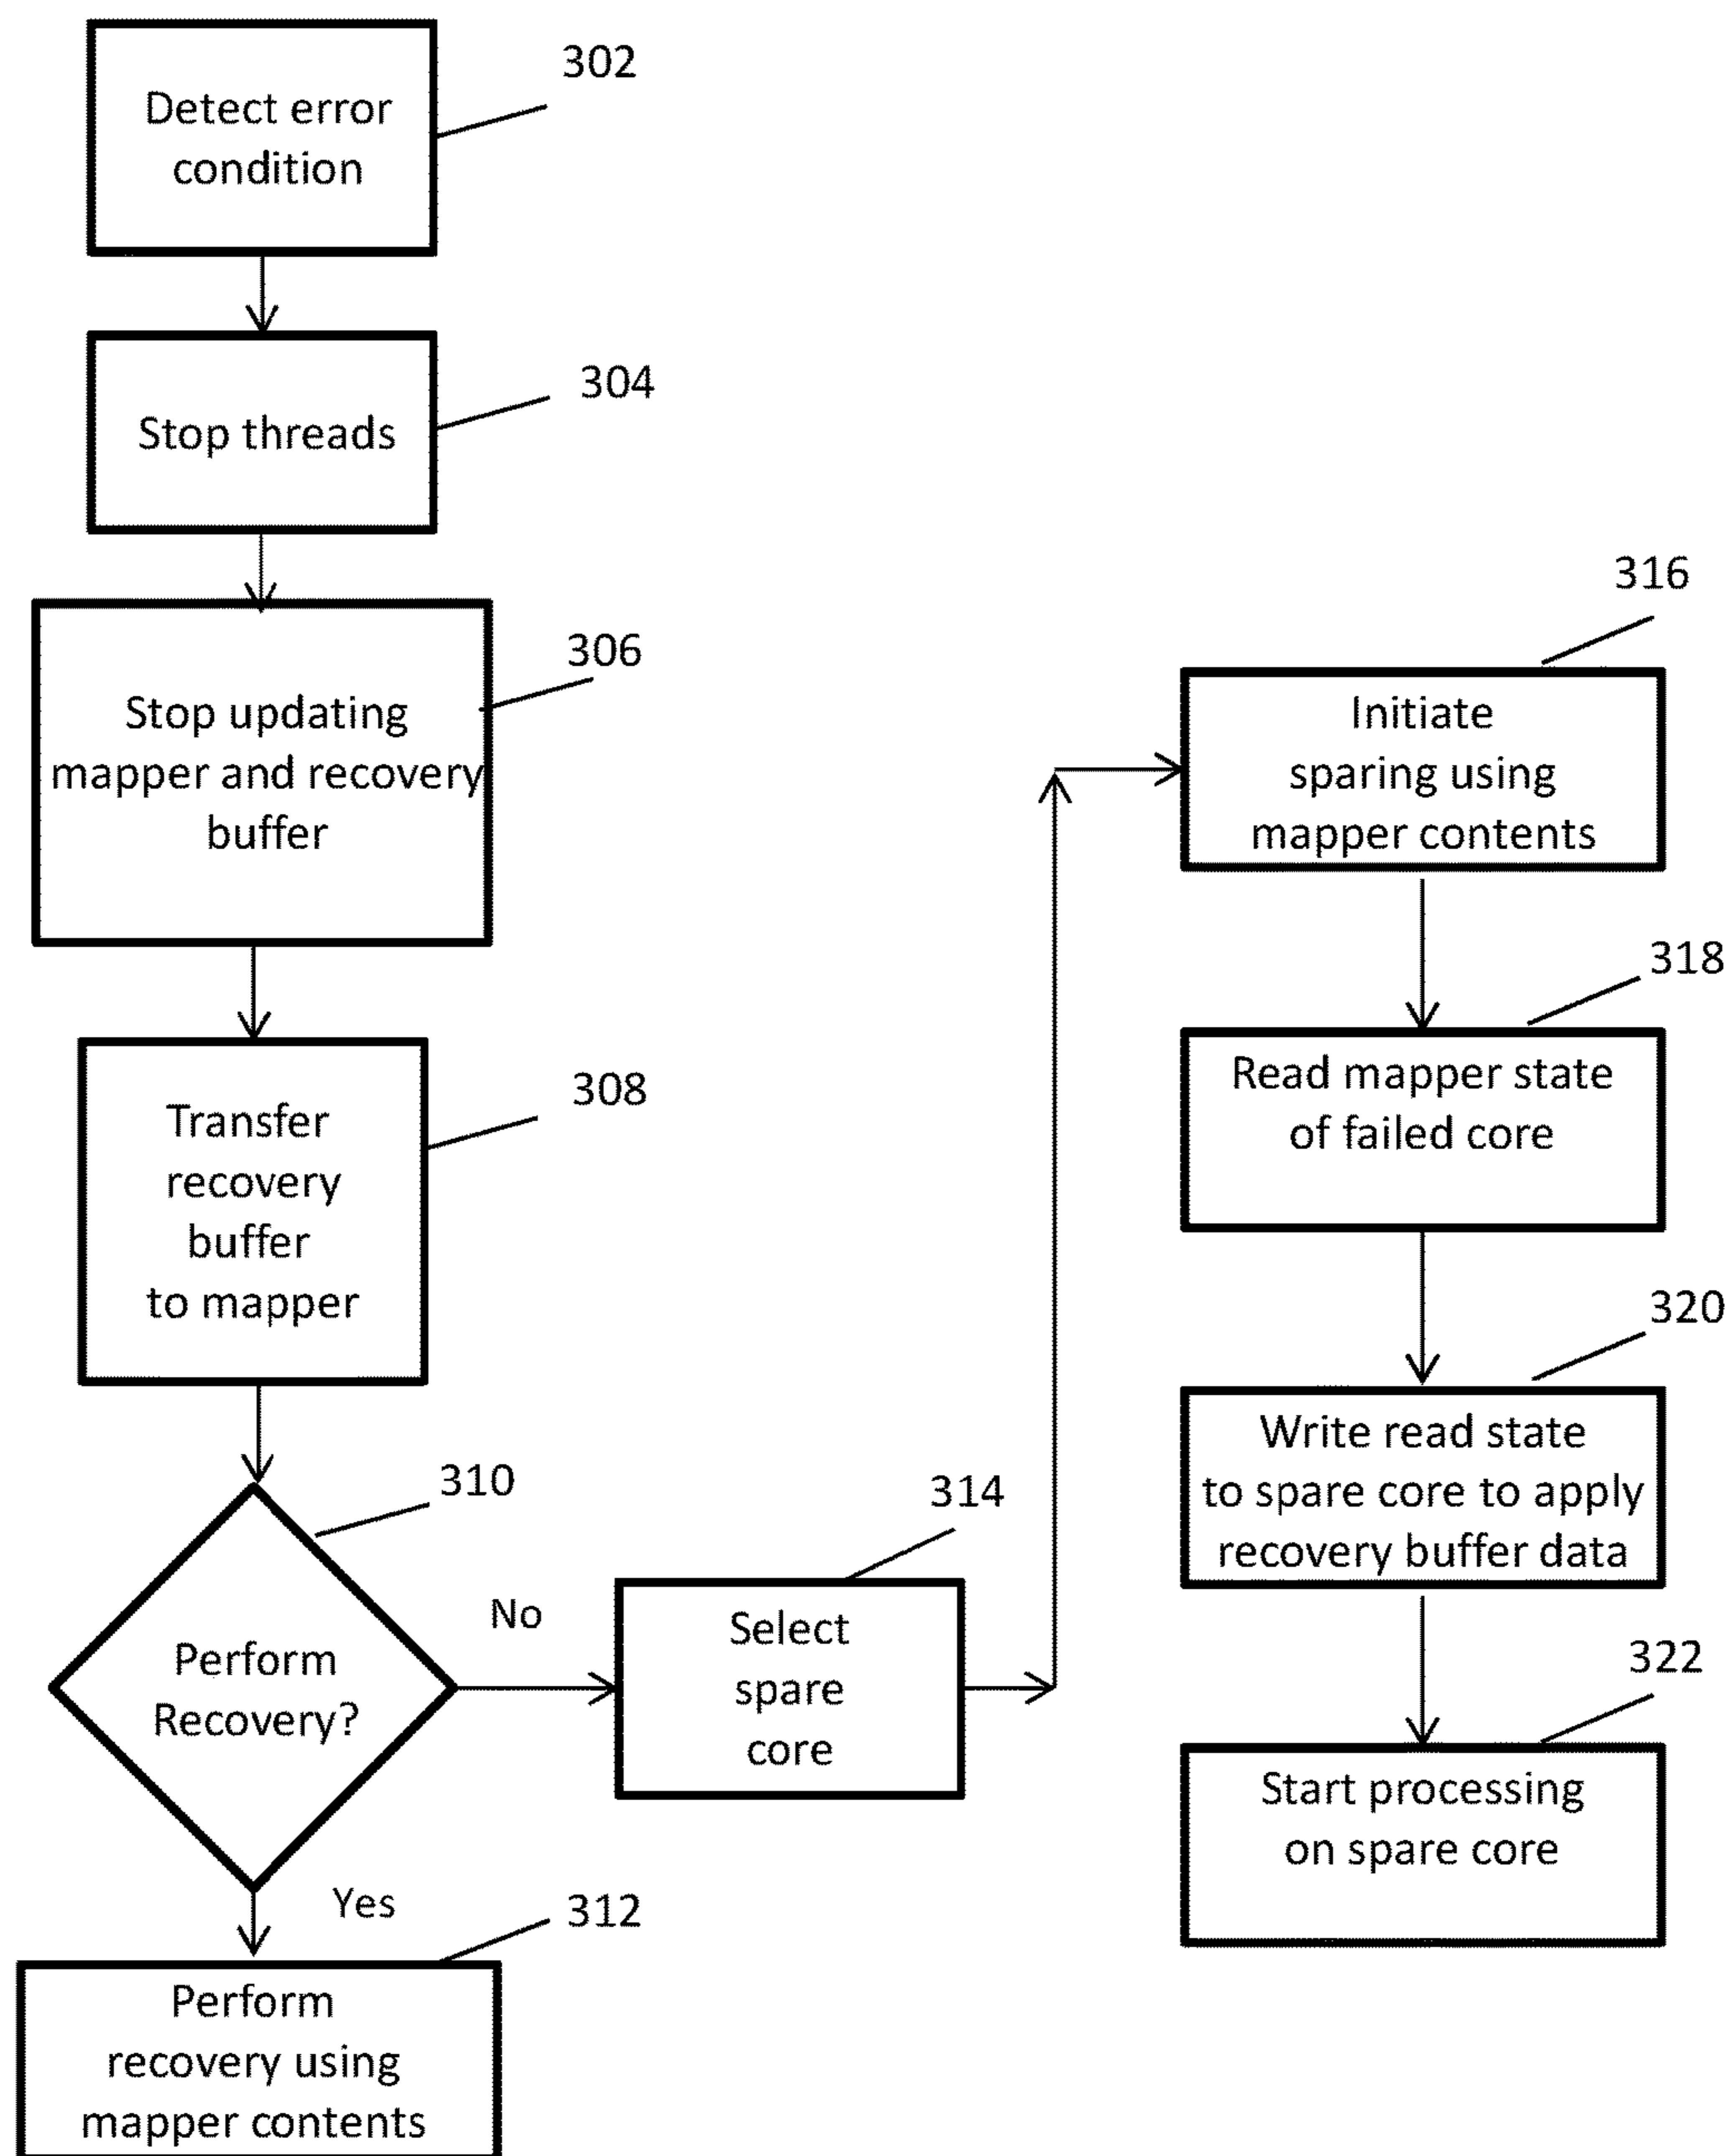 302
Detect error
condition
304
Stop threads
306
Stop updating
mapper and recovery
buffer
308
Transfer
recovery
buffer
to mapper
310
Perform
Recovery?
No
Yes
312
Perform
recovery using
mapper contents
314
Select
spare
core
316
Initiate
sparing using
mapper contents
318
Read mapper state
of failed core
320
Write read state
to spare core to apply
recovery buffer data
322
Start processing
on spare core